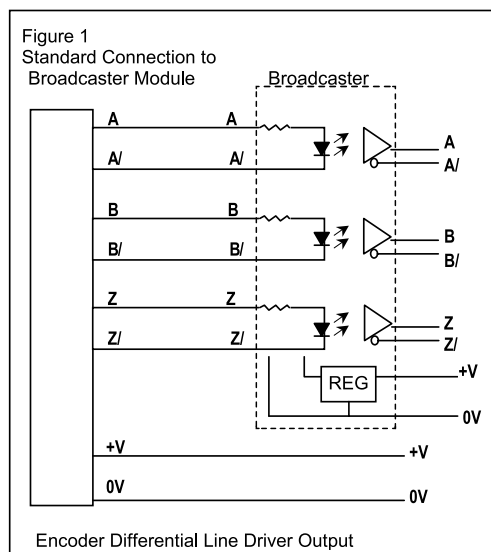 Figure 1
Standard Connection to
Broadcaster Module
Broadcaster
A A A
A/ A/ A/
B B B
B/ B/ B/
Z Z Z
Z/ Z/ Z/
REG +V
0V
+V +V
0V 0V
Encoder Differential Line Driver Output